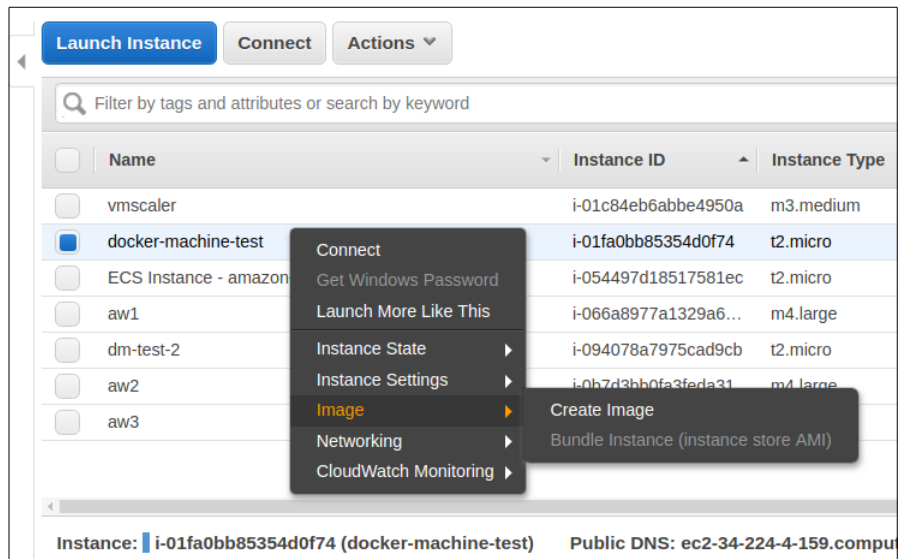 Launch Instance Connect Actions
Filter by tags and attributes or search by keyword
Name Instance ID Instance Type
vmscaler i-01c84eb6abbe4950a m3.medium
docker-machine-test i-01fa0bb85354d0f74 t2.micro
ECS Instance - amazon i-054497d18517581ec t2.micro
aw1 i-066a8977a1329a6… m4.large
dm-test-2 i-094078a7975cad9cb t2.micro
aw2 i-0b7d3bb0fa3feda31 m4.large
aw3
Connect
Get Windows Password
Launch More Like This
Instance State
Instance Settings
Image
Networking
CloudWatch Monitoring
Create Image
Bundle Instance (instance store AMI)
Instance: i-01fa0bb85354d0f74 (docker-machine-test) Public DNS: ec2-34-224-4-159.comput